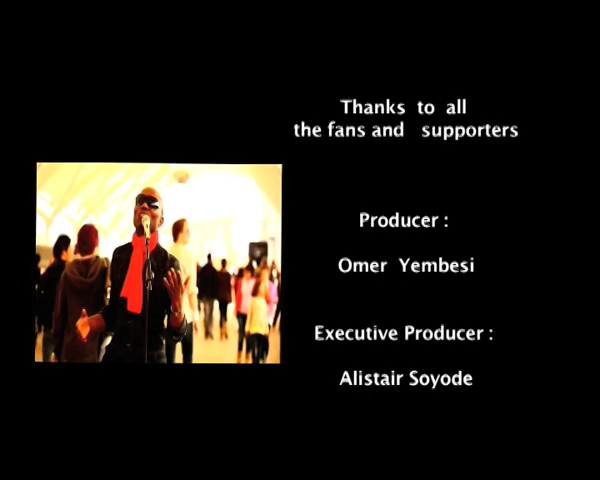 Thanks to all
the fans and supporters
Producer :
Omer Yembesi
Executive Producer :
Alistair Soyode